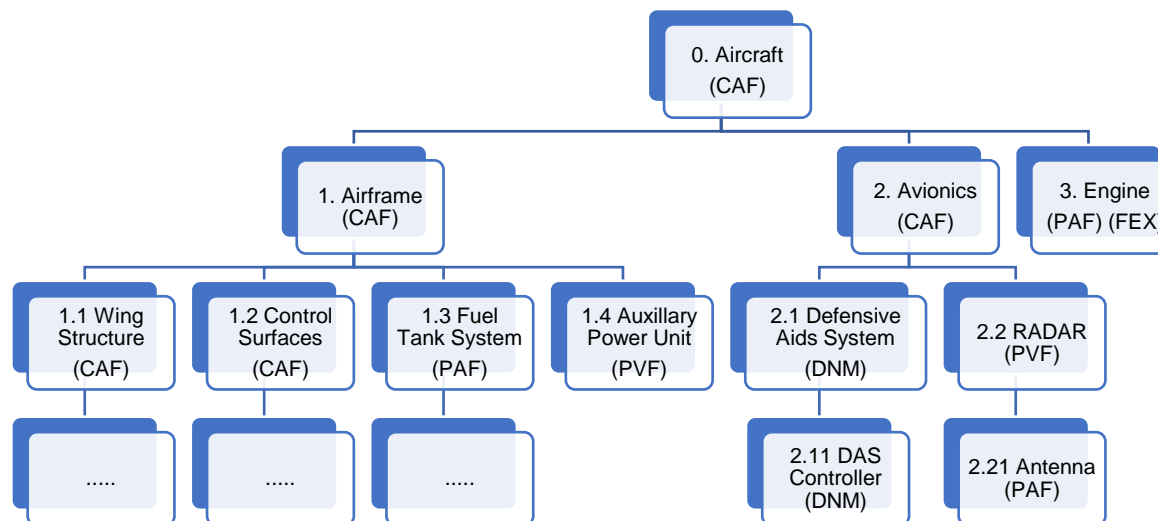 0. Aircraft
(CAF)
1. Airframe
(CAF)
2. Avionics
(CAF)
3. Engine
(PAF) (FEX)
1.1 Wing
Structure
(CAF)
1.2 Control
Surfaces
(CAF)
1.3 Fuel
Tank System
(PAF)
1.4 Auxillary
Power Unit
(PVF)
2.1 Defensive
Aids System
(DNM)
2.2 RADAR
(PVF)
.....
.....
.....
2.11 DAS
Controller
(DNM)
2.21 Antenna
(PAF)